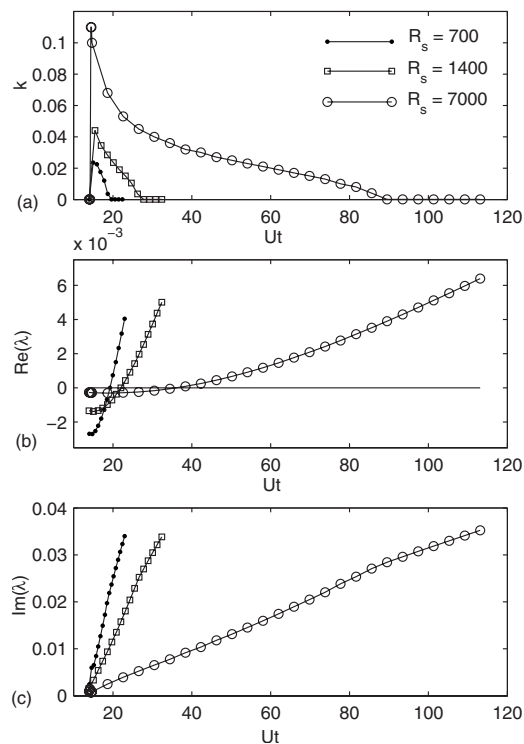 R_s = 700
R_s = 1400
R_s = 7000
0.1
0.08
0.06
0.04
0.02
0
k
(a)
20 40 60 80 100 120
Ut
x 10^-3
6
4
2
0
-2
Re(λ)
(b)
20 40 60 80 100 120
Ut
0.04
0.03
0.02
0.01
0
Im(λ)
(c)
20 40 60 80 100 120
Ut